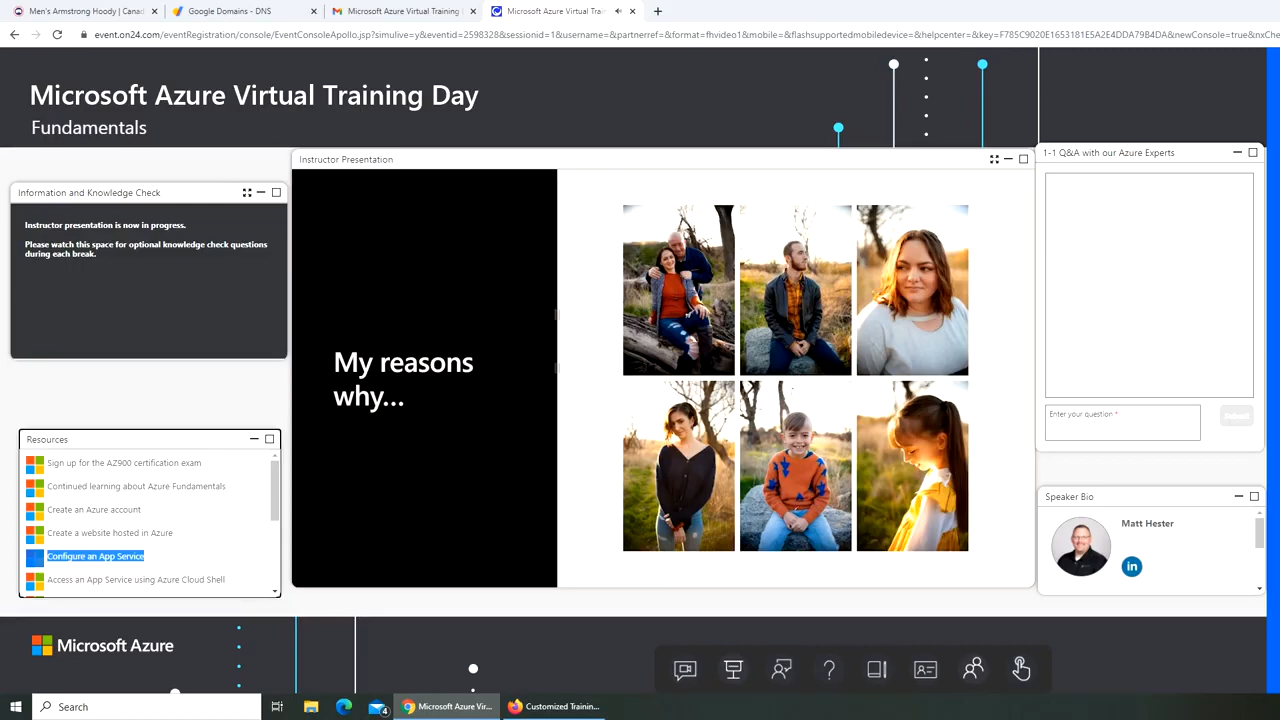 Men's Armstrong Hoody | Canad
Google Domains - DNS
Microsoft Azure Virtual Training
Microsoft Azure Virtual Train
event.on24.com/eventRegistration/console/EventConsoleApollo.jsp?simulive=y&eventid=2598328&sessionid=1&username=&partnerref=&format=fhvideo1&mobile=&flashsupportedmobiledevice=&helpcenter=&key=F785C9020E1653181E5A2E4DDA79B4DA&newConsole=true&nxChe
Microsoft Azure Virtual Training Day
Fundamentals
Information and Knowledge Check
Instructor presentation is now in progress.
Please watch this space for optional knowledge check questions
during each break.
Resources
Sign up for the AZ900 certification exam
Continued learning about Azure Fundamentals
Create an Azure account
Create a website hosted in Azure
Configure an App Service
Access an App Service using Azure Cloud Shell
Instructor Presentation
My reasons
why...
1-1 Q&A with our Azure Experts
Enter your question *
Submit
Speaker Bio
Matt Hester
in
Microsoft Azure
Search
4
Microsoft Azure Vir...
Customized Trainin...